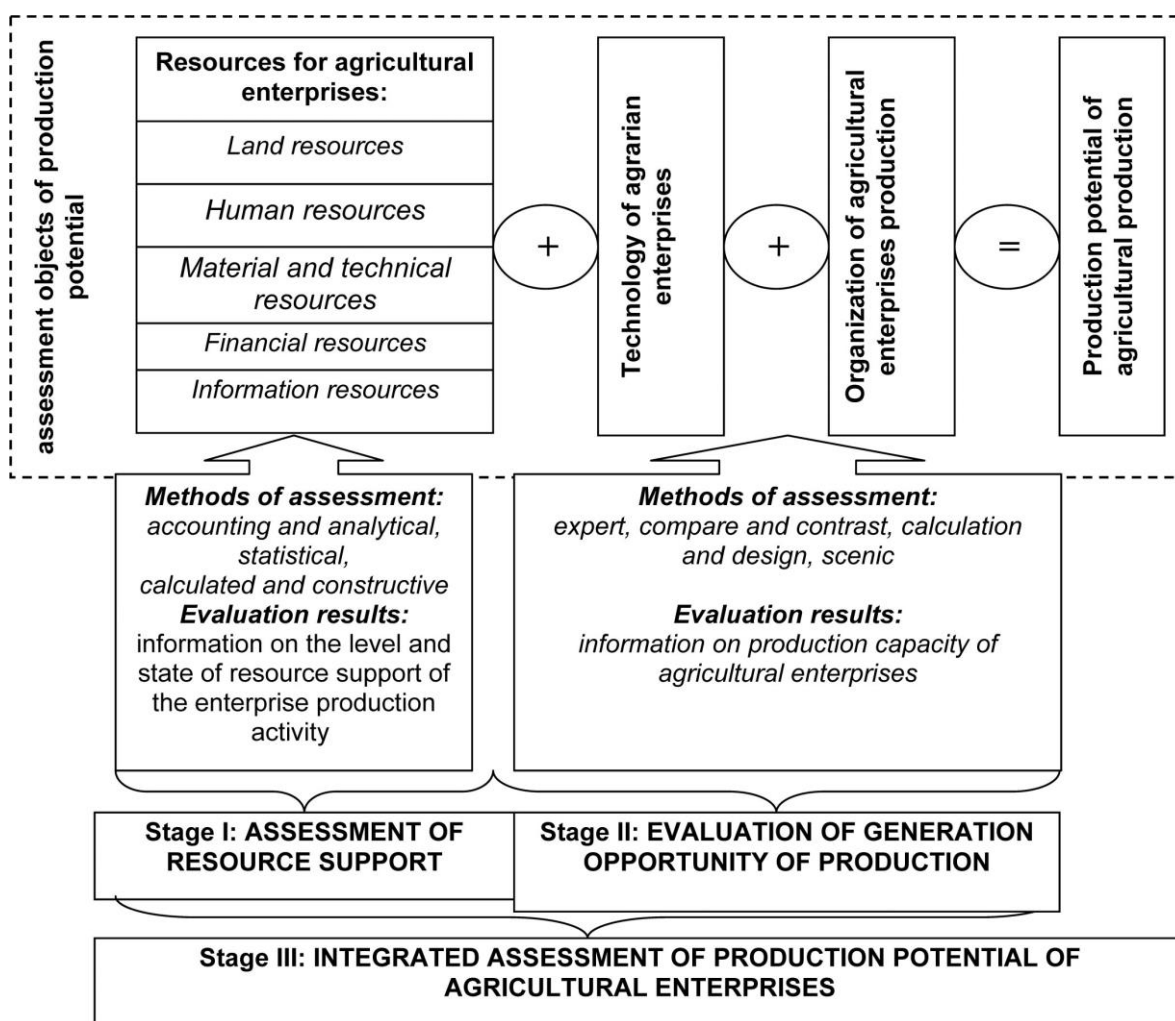 assessment objects of production
potential
Resources for agricultural
enterprises:
Land resources
Human resources
Material and technical
resources
Financial resources
Information resources
+
Technology of agrarian
enterprises
+
Organization of agricultural
enterprises production
=
Production potential of
agricultural production
Methods of assessment:
accounting and analytical,
statistical,
calculated and constructive
Evaluation results:
information on the level and
state of resource support of
the enterprise production
activity
Methods of assessment:
expert, compare and contrast, calculation
and design, scenic
Evaluation results:
information on production capacity of
agricultural enterprises
Stage I: ASSESSMENT OF
RESOURCE SUPPORT
Stage II: EVALUATION OF GENERATION
OPPORTUNITY OF PRODUCTION
Stage III: INTEGRATED ASSESSMENT OF PRODUCTION POTENTIAL OF
AGRICULTURAL ENTERPRISES